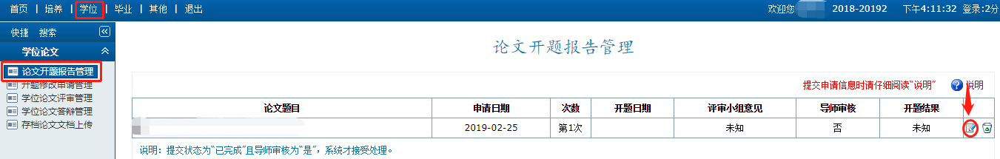 首页 | 培养 | 学位 | 毕业 | 其他 | 退出 欢迎您 2018-20192 下午4:11:32 登录:2分
快捷 搜索
学位论文
论文开题报告管理
开题修改申请管理
学位论文评审管理
学位论文答辩管理
存档论文文档上传
论文开题报告管理
提交申请信息时请仔细阅读“说明” 说明
论文题目 申请日期 次数 开题日期 评审小组意见 导师审核 开题结果
2019-02-25 第1次 未知 否 未知
说明：提交状态为“已完成”且导师审核为“是”，系统才接受处理。